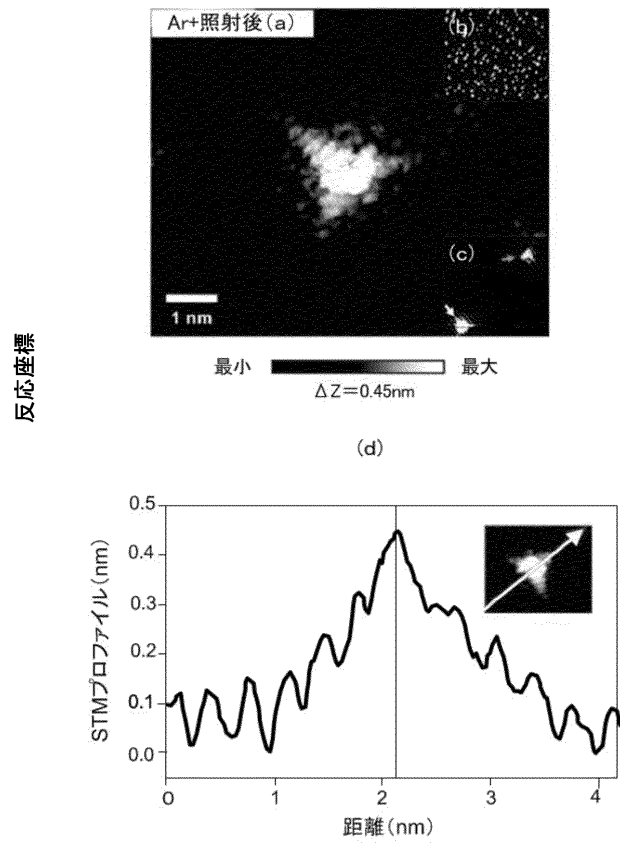 Ar+照射後(a)
(b)
(c)
1 nm
反応座標
最小
最大
ΔZ=0.45nm
(d)
STMプロファイル(nm)
0.5
0.4
0.3
0.2
0.1
0.0
0
1
2
3
4
距離(nm)